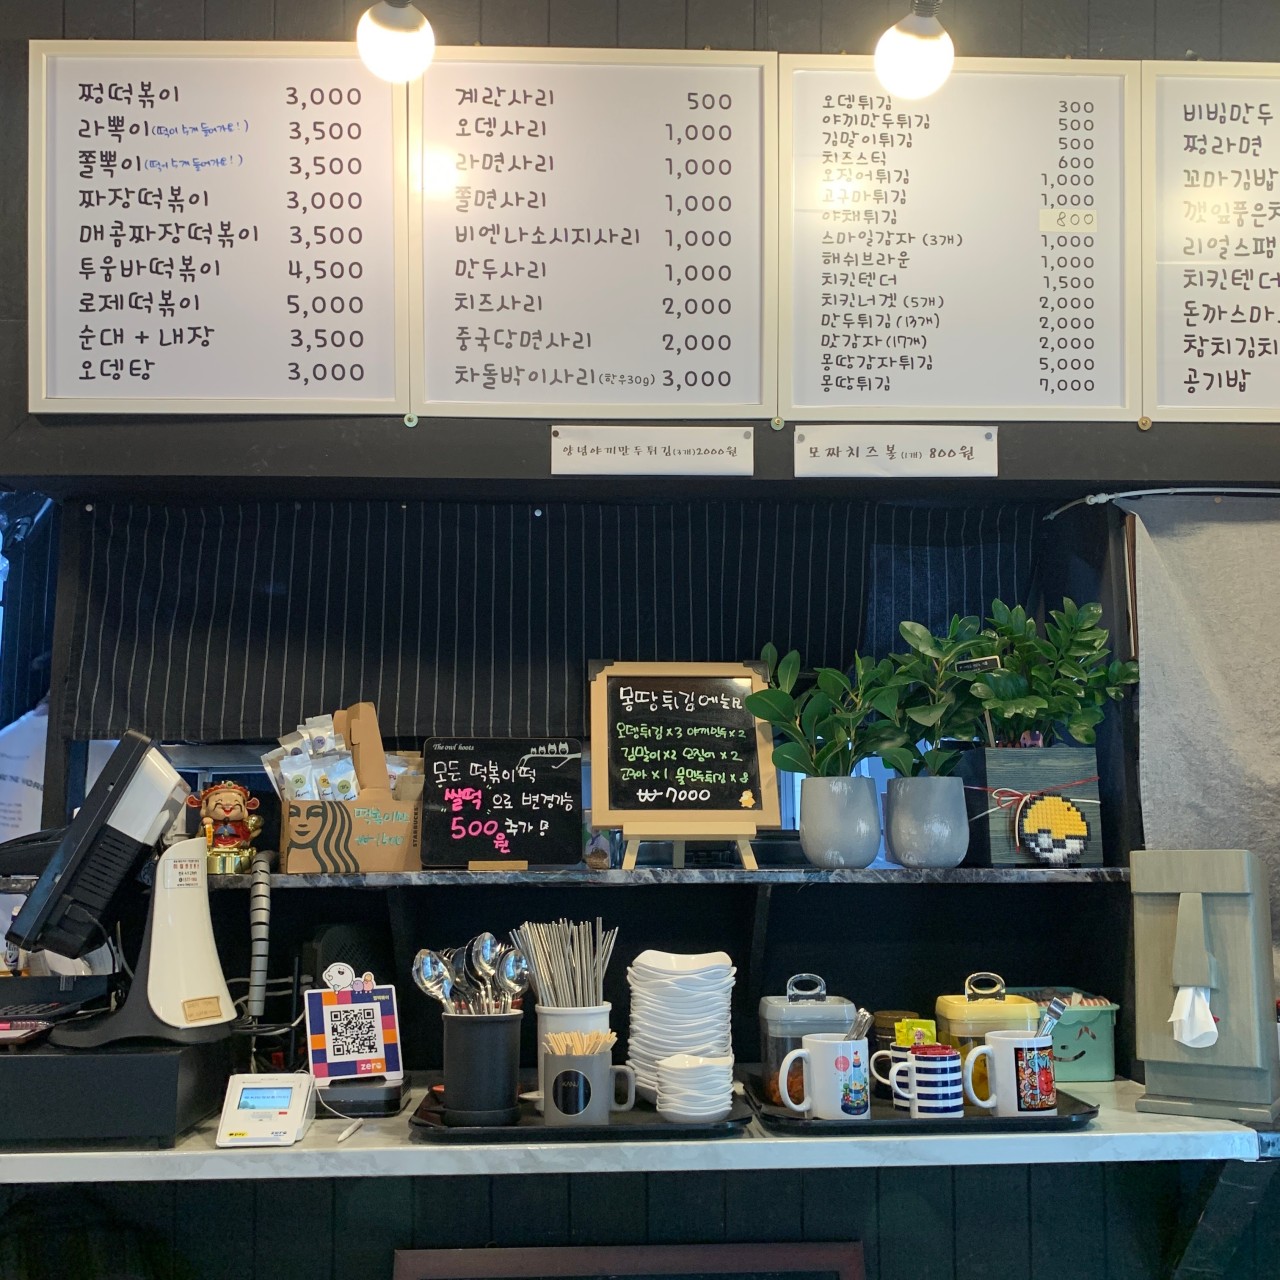 쩡떡볶이 3,000
라뽁이(떡이 5개 들어가요!) 3,500
쫄뽁이(떡이 5개 들어가요!) 3,500
짜장떡볶이 3,000
매콤짜장떡볶이 3,500
투움바떡볶이 4,500
로제떡볶이 5,000
순대 + 내장 3,500
오뎅탕 3,000
계란사리 500
오뎅사리 1,000
라면사리 1,000
쫄면사리 1,000
비엔나소시지사리 1,000
만두사리 1,000
치즈사리 2,000
중국당면사리 2,000
차돌박이사리(한우30g) 3,000
오뎅튀김 300
야끼만두튀김 500
김말이튀김 500
치즈스틱 600
오징어튀김 1,000
고구마튀김 1,000
야채튀김 800
스마일감자 (3개) 1,000
해쉬브라운 1,000
치킨텐더 1,500
치킨너겟 (5개) 2,000
만두튀김 (13개) 2,000
맛감자 (17개) 2,000
몽땅감자튀김 5,000
몽땅튀김 7,000
비빔만두
쩡라면
꼬마김밥
깻잎품은치
리얼스팸
치킨텐더
돈까스마
참치김치
공기밥
양념야끼만두튀김(3개)2000원
모짜치즈볼(1개) 800원
몽땅튀김메뉴
오뎅튀김×3 야끼만두×2
김말이×2 오징어×2
고구마×1 물만두튀김×8
₩7000
The owl hoots
모든 떡볶이 떡
"쌀떡"으로 변경가능
500원 추가
STARBUCKS
zero
KANU